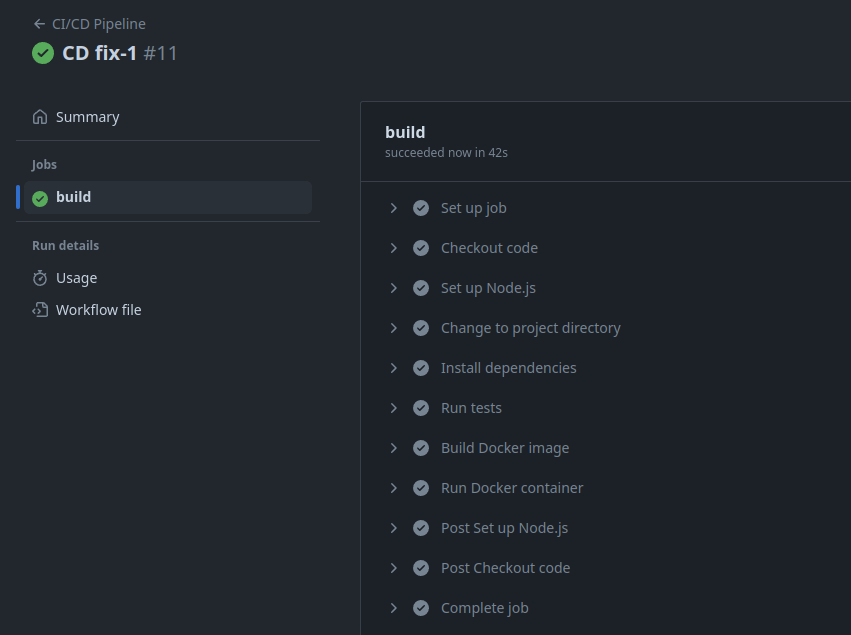 CI/CD Pipeline
CD fix-1 #11
Summary
Jobs
build
Run details
Usage
Workflow file
build
succeeded now in 42s
Set up job
Checkout code
Set up Node.js
Change to project directory
Install dependencies
Run tests
Build Docker image
Run Docker container
Post Set up Node.js
Post Checkout code
Complete job